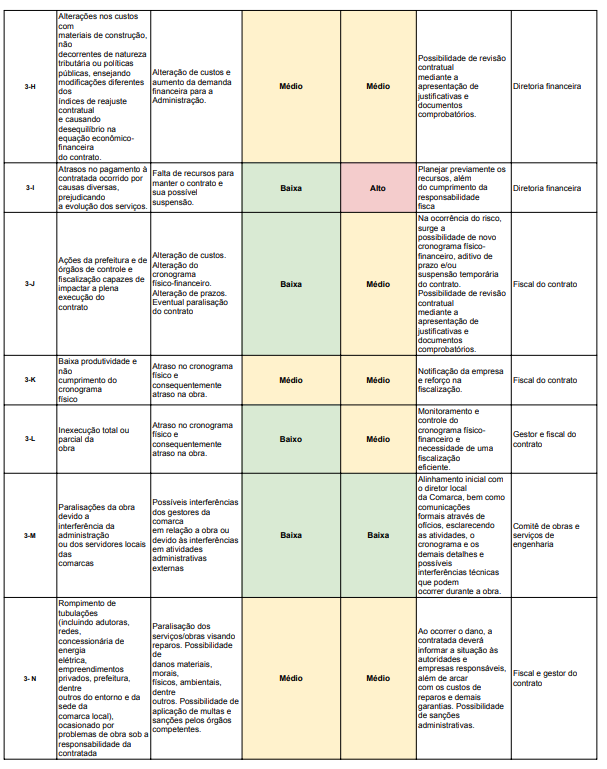 3-H
Alterações nos custos
com
materiais de construção,
não
decorrentes de natureza
tributária ou políticas
públicas, ensejando
modificações diferentes
dos
índices de reajuste
contratual
e causando
desequilíbrio na
equação econômico-
financeira
do contrato.
Alteração de custos e
aumento da demanda
financeira para a
Administração.
Médio
Médio
Possibilidade de revisão
contratual
mediante a
apresentação de
justificativas e
documentos
comprobatórios.
Diretoria financeira
3-I
Atrasos no pagamento à
contratada ocorrido por
causas diversas,
prejudicando
a evolução dos serviços.
Falta de recursos para
manter o contrato e
sua possível
suspensão.
Baixa
Alto
Planejar previamente os
recursos, além
do cumprimento da
responsabilidade
fisca
Diretoria financeira
3-J
Ações da prefeitura e de
órgãos de controle e
fiscalização capazes de
impactar a plena
execução do
contrato
Alteração de custos.
Alteração do
cronograma
físico-financeiro.
Alteração de prazos.
Eventual paralisação
do contrato
Baixa
Médio
Na ocorrência do risco,
surge a
possibilidade de novo
cronograma físico-
financeiro, aditivo de
prazo e/ou
suspensão temporária
do contrato.
Possibilidade de revisão
contratual
mediante a
apresentação de
justificativas e
documentos
comprobatórios.
Fiscal do contrato
3-K
Baixa produtividade e
não
cumprimento do
cronograma
físico
Atraso no cronograma
físico e
consequentemente
atraso na obra.
Médio
Médio
Notificação da empresa
e reforço na
fiscalização.
Fiscal do contrato
3-L
Inexecução total ou
parcial da
obra
Atraso no cronograma
físico e
consequentemente
atraso na obra.
Baixo
Médio
Monitoramento e
controle do
cronograma físico-
financeiro e
necessidade de uma
fiscalização
eficiente.
Gestor e fiscal do
contrato
3-M
Paralisações da obra
devido a
interferência da
administração
ou dos servidores locais
das
comarcas
Possíveis interferências
dos gestores da
comarca
em relação a obra ou
devido às interferências
em atividades
administrativas
externas
Baixa
Baixa
Alinhamento inicial com
o diretor local
da Comarca, bem como
comunicações
formais através de
ofícios, esclarecendo
as atividades, o
cronograma e os
demais detalhes e
possíveis
interferências técnicas
que podem
ocorrer durante a obra.
Comitê de obras e
serviços de
engenharia
3- N
Rompimento de
tubulações
(incluindo adutoras,
redes,
concessionária de
energia
elétrica,
empreendimentos
privados, prefeitura,
dentre
outros do entorno e da
sede da
comarca local),
ocasionado por
problemas de obra sob a
responsabilidade da
contratada
Paralisação dos
serviços/obras visando
reparos. Possibilidade
de
danos materiais,
morais,
físicos, ambientais,
dentre
outros. Possibilidade de
aplicação de multas e
sanções pelos órgãos
competentes.
Médio
Médio
Ao ocorrer o dano, a
contratada deverá
informar a situação às
autoridades e
empresas responsáveis,
além de arcar
com os custos de
reparos e demais
garantias. Possibilidade
de sanções
administrativas.
Fiscal e gestor do
contrato